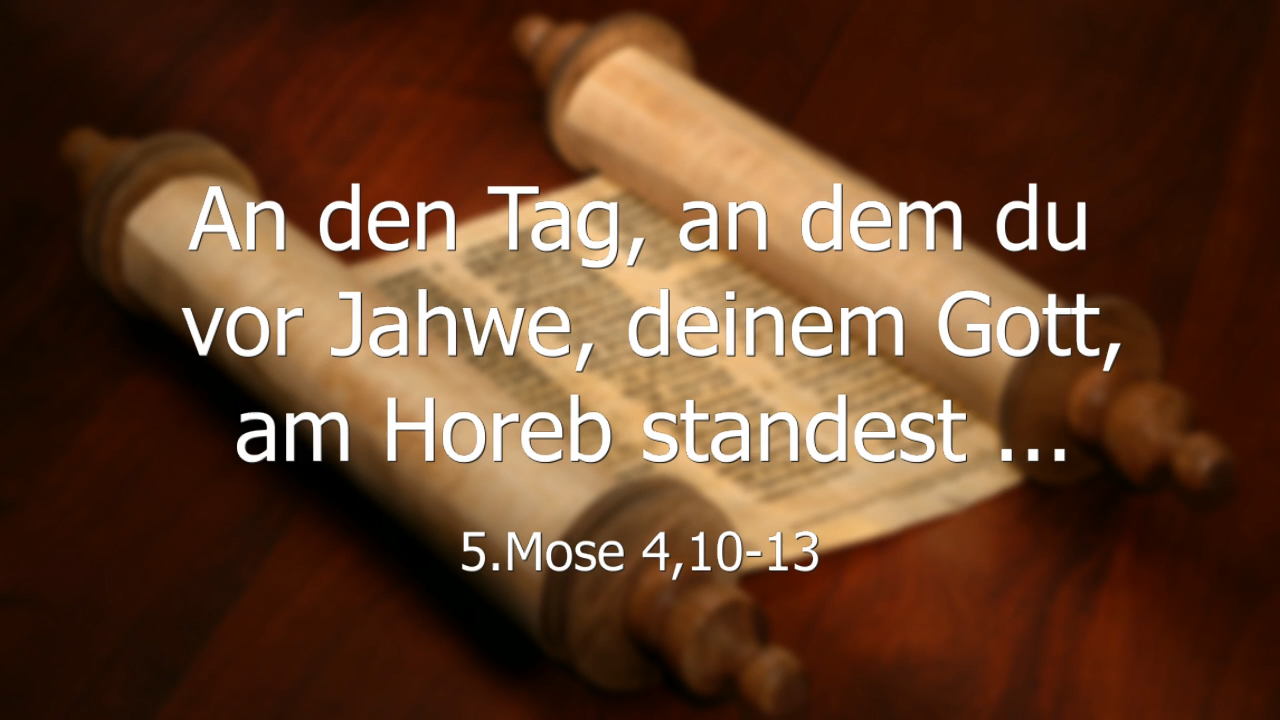 An den Tag, an dem du
vor Jahwe, deinem Gott,
am Horeb standest ...
5.Mose 4,10-13